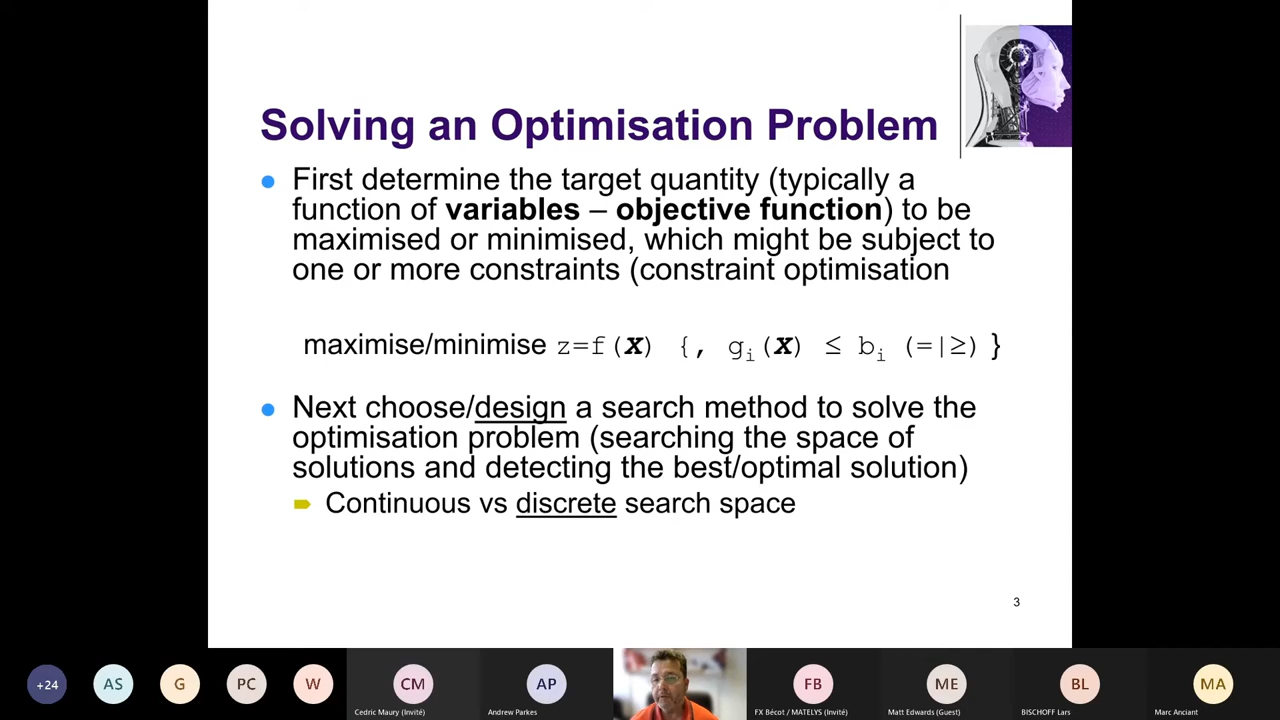 Solving an Optimisation Problem
First determine the target quantity (typically a
function of variables – objective function) to be
maximised or minimised, which might be subject to
one or more constraints (constraint optimisation
maximise/minimise z=f(X) {, gi(X) ≤ bi (=|≥) }
Next choose/design a search method to solve the
optimisation problem (searching the space of
solutions and detecting the best/optimal solution)
Continuous vs discrete search space
3
+24 AS G PC W CM AP FB ME BL MA
Cedric Maury (Invité) Andrew Parkes FX Bécot / MATELYS (Invité) Matt Edwards (Guest) BISCHOFF Lars Marc Anciant